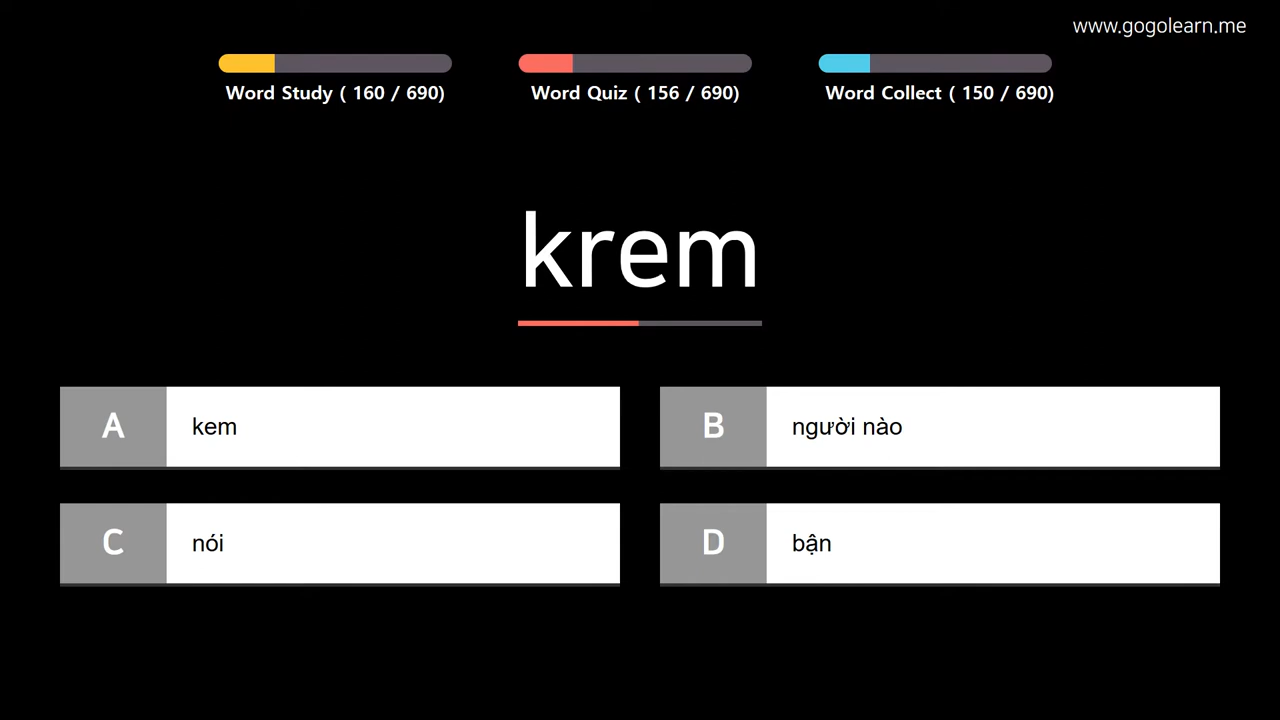 www.gogolearn.me
Word Study ( 160 / 690)
Word Quiz ( 156 / 690)
Word Collect ( 150 / 690)
krem
A kem
B người nào
C nói
D bận